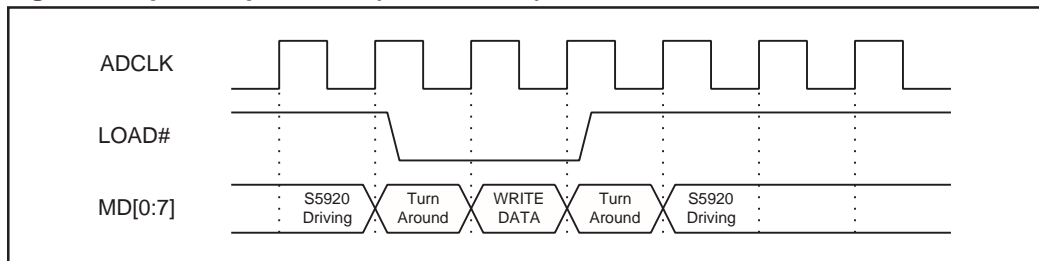 ADCLK
LOAD#
MD[0:7]
S5920
Driving
Turn
Around
WRITE
DATA
Turn
Around
S5920
Driving